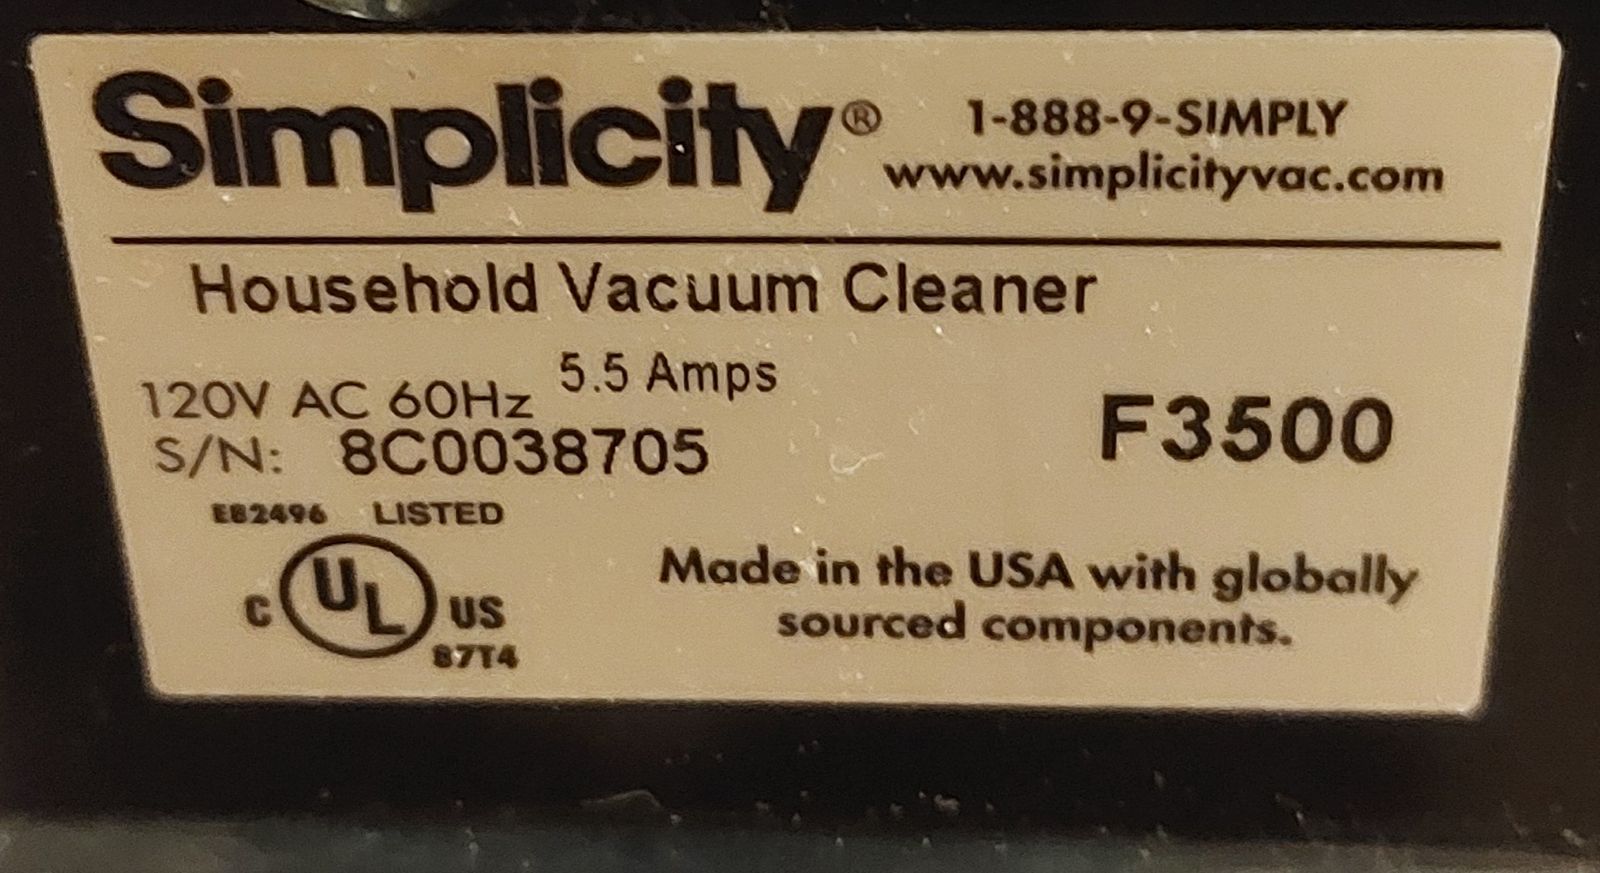 Simplicity® 1-888-9-SIMPLY
www.simplicityvac.com
Household Vacuum Cleaner
120V AC 60Hz 5.5 Amps
S/N: 8C0038705
F3500
E82496 LISTED
C UL US
87T4
Made in the USA with globally
sourced components.